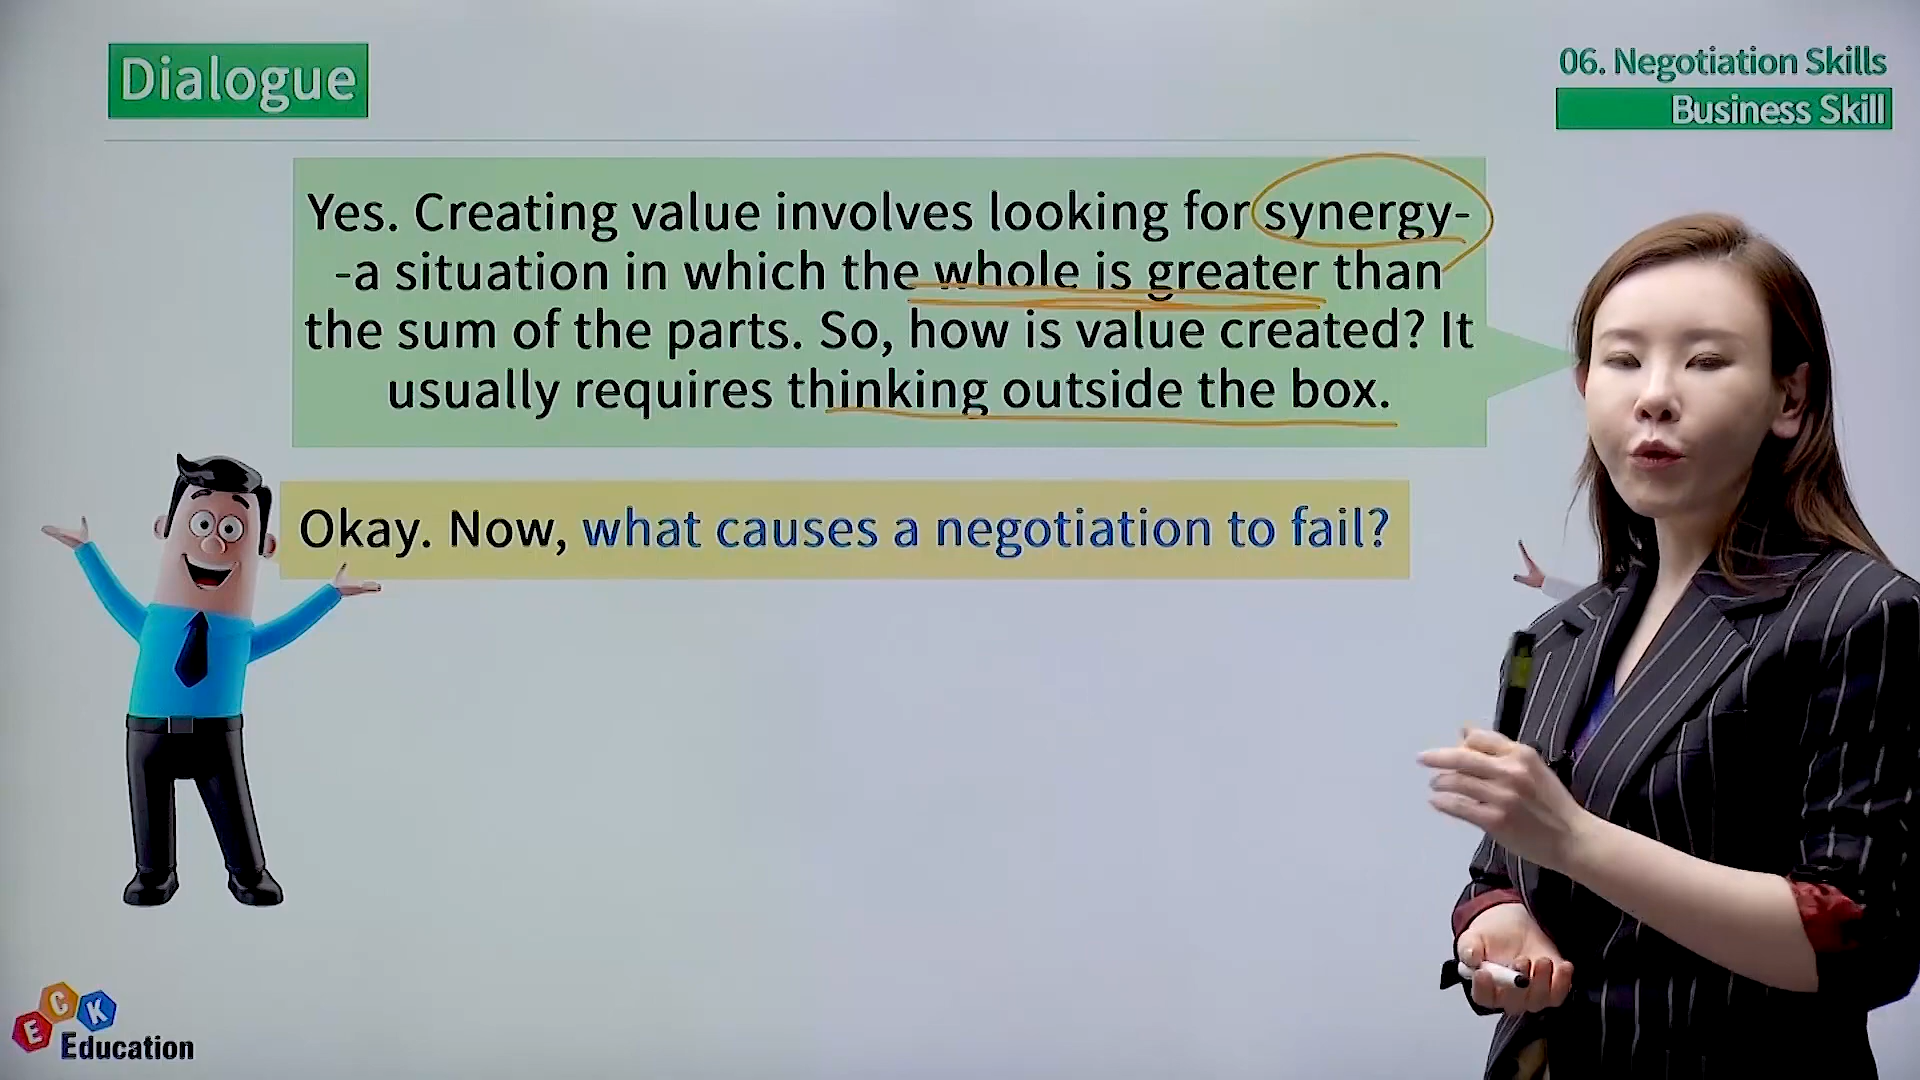 Dialogue
06. Negotiation Skills
Business Skill
Yes. Creating value involves looking for synergy-
-a situation in which the whole is greater than
the sum of the parts. So, how is value created? It
usually requires thinking outside the box.
Okay. Now, what causes a negotiation to fail?
ECK
Education